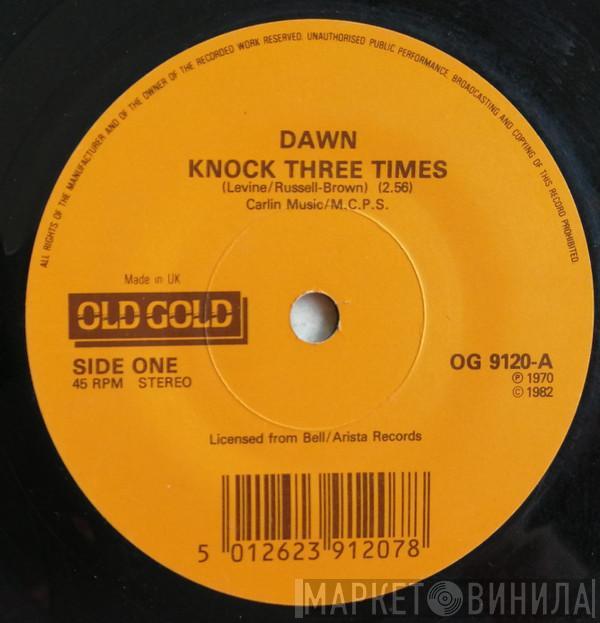 ALL RIGHTS OF THE MANUFACTURER AND OF THE OWNER OF THE RECORDED WORK RESERVED. UNAUTHORISED PUBLIC PERFORMANCE, BROADCASTING AND COPYING OF THIS RECORD PROHIBITED
DAWN
KNOCK THREE TIMES
(Levine/Russell-Brown) (2.56)
Carlin Music/M.C.P.S.
Made in UK
OLD GOLD
SIDE ONE
45 RPM STEREO
OG 9120-A
℗ 1970
© 1982
Licensed from Bell/Arista Records
5 012623 912078
МАРКЕТ ВИНИЛА